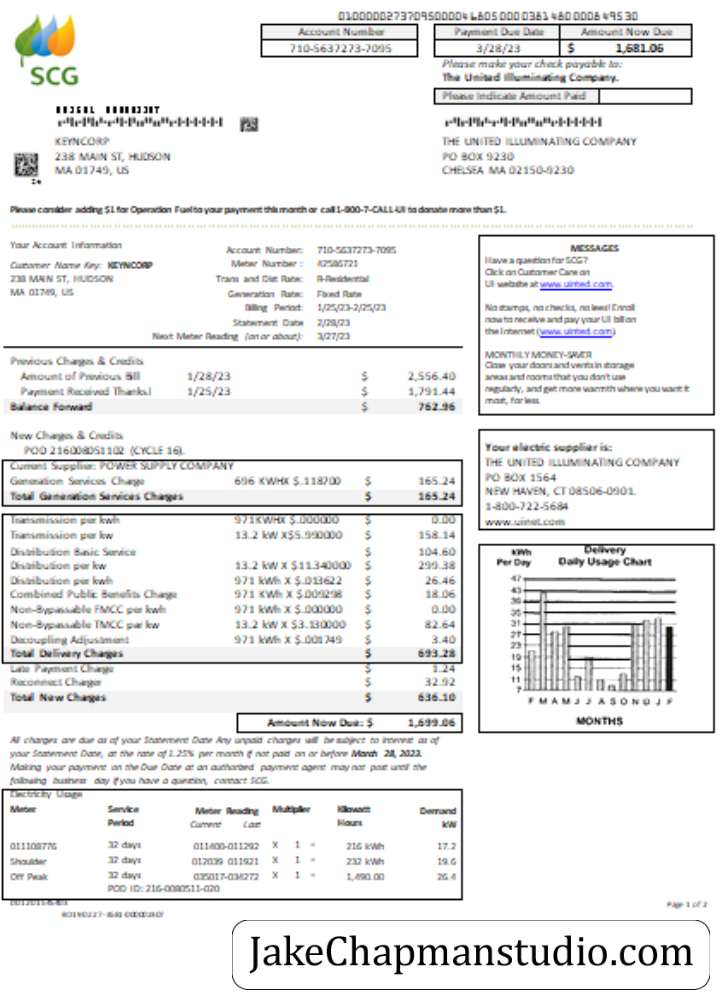 01000002737095000046805000038148000084 9530
Account Number
710-5637273-7095
Payment Due Date
Amount Now Due
3/28/23
$ 1,681.06
Please make your check payable to:
The United Illuminating Company.
Please Indicate Amount Paid
SCG
KEYNCORP
238 MAIN ST, HUDSON
MA 01749, US
THE UNITED ILLUMINATING COMPANY
PO BOX 9230
CHELSEA MA 02150-9230
Please consider adding $1 for Operation Fuel to your payment this month or call 1-800-7-CALL-UI to donate more than $1.
Your Account Information
Customer Name Key: KEYNCORP
238 MAIN ST, HUDSON
MA 01749, US
Account Number: 710-5637273-7095
Meter Number : 42586721
Trans and Dist Rate: R-Residential
Generation Rate: Fixed Rate
Billing Period: 1/25/23-2/25/23
Statement Date 2/28/23
Next Meter Reading (on or about): 3/27/23
MESSAGES
Have a question for SCG?
Click on Customer Care on
UI website at www.uinted.com
No stamps, no checks, no lees! Enroll
now to receive and pay your UI bill on
the Internet (www.uinted.com)
MONTHLY MONEY-SAVER
Close your doors and vents in storage
areas and rooms that you don't use
regularly, and get more warmth where you want it
most, for less.
Previous Charges & Credits
Amount of Previous Bill 1/28/23 $ 2,556.40
Payment Received Thanks! 1/25/23 $ 1,791.44
Balance Forward $ 762.96
New Charges & Credits
POD 216008051102 (CYCLE 16).
Current Supplier: POWER SUPPLY COMPANY
Generation Services Charge 696 KWHX $.118700 $ 165.24
Total Generation Services Charges $ 165.24
Transmission per kwh 971KWHX $.000000 $ 0.00
Transmission per kw 13.2 kW X$5.990000 $ 158.14
Distribution Basic Service $ 104.60
Distribution per kw 13.2 kW X $11.340000 $ 299.38
Distribution per kwh 971 kWh X $.013622 $ 26.46
Combined Public Benefits Charge 971 KWh X $.009298 $ 18.06
Non-Bypassable FMCC per kwh 971 kWh X $.000000 $ 0.00
Non-Bypassable TMCC par kw 13.2 kW X $3.130000 $ 82.64
Decoupling Adjustment 971 kWh X $.001749 $ 3.40
Total Delivery Charges $ 693.28
Late Payment Charge $ 1.24
Reconnect Charger $ 32.92
Total New Charges $ 636.10
Amount Now Due: $ 1,699.06
Your electric supplier is:
THE UNITED ILLUMINATING COMPANY
PO BOX 1564
NEW HAVEN, CT 08506-0901.
1-800-722-5684
www.uinet.com
kWh
Per Day
Delivery
Daily Usage Chart
47
43
39
35
31
27
23
19
15
11
7
F M A M J J A S O N D J F
MONTHS
All charges are due as of your Statement Date Any unpaid charges will be subject to interest as of
your Statement Date, at the rate of 1.25% per month if not paid on or before March 28, 2023.
Making your payment on the Due Date at an authorized payment agent may not post until the
following business day if you have a question, contact SCG.
Electricity Usage
Meter Service Period Meter Reading Current Last Multiplier Kilowatt Hours Demand kW
011108776 32 days 011400-011292 X 1 = 216 kWh 17.2
Shoulder 32 days 012039 011921 X 1 = 232 kWh 19.6
Off Peak 32 days 035017-034272 X 1 = 1,490.00 26.4
POD ID: 216-0080511-020
Page 1 of 2
JakeChapmanstudio.com